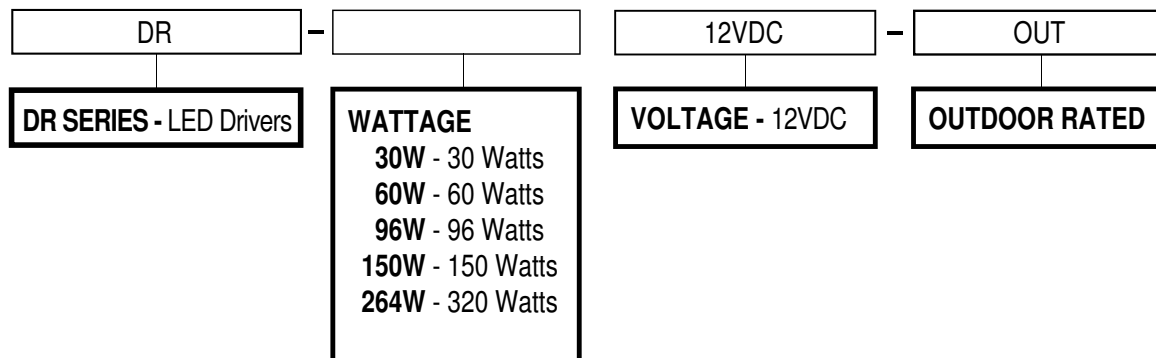 DR – 12VDC – OUT
DR SERIES - LED Drivers
WATTAGE
30W - 30 Watts
60W - 60 Watts
96W - 96 Watts
150W - 150 Watts
264W - 320 Watts
VOLTAGE - 12VDC
OUTDOOR RATED